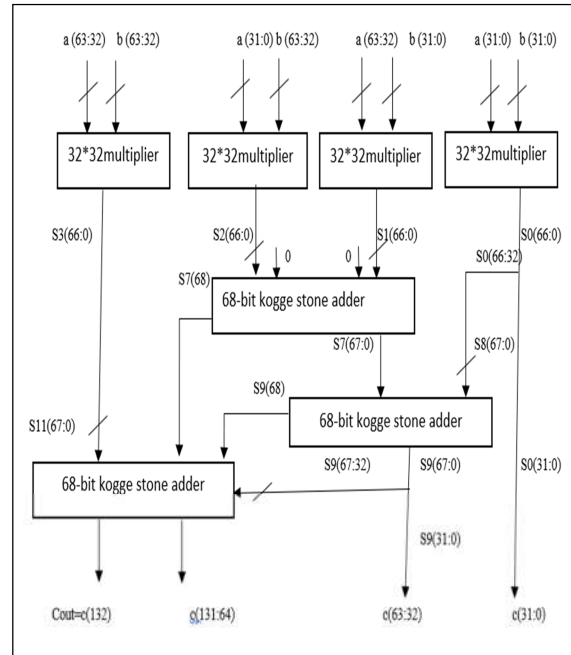 a (63:32) b (63:32) a (31:0) b (63:32) a (63:32) b (31:0) a (31:0) b (31:0)
32*32multiplier 32*32multiplier 32*32multiplier 32*32multiplier
S3(66:0) S2(66:0) S1(66:0) S0(66:0)
0 0 S0(66:32)
S7(68)
68-bit kogge stone adder
S7(67:0) S8(67:0)
S9(68)
68-bit kogge stone adder
S11(67:0)
S9(67:32) S9(67:0) S0(31:0)
68-bit kogge stone adder
S9(31:0)
Cout=c(132) c(131:64) c(63:32) c(31:0)